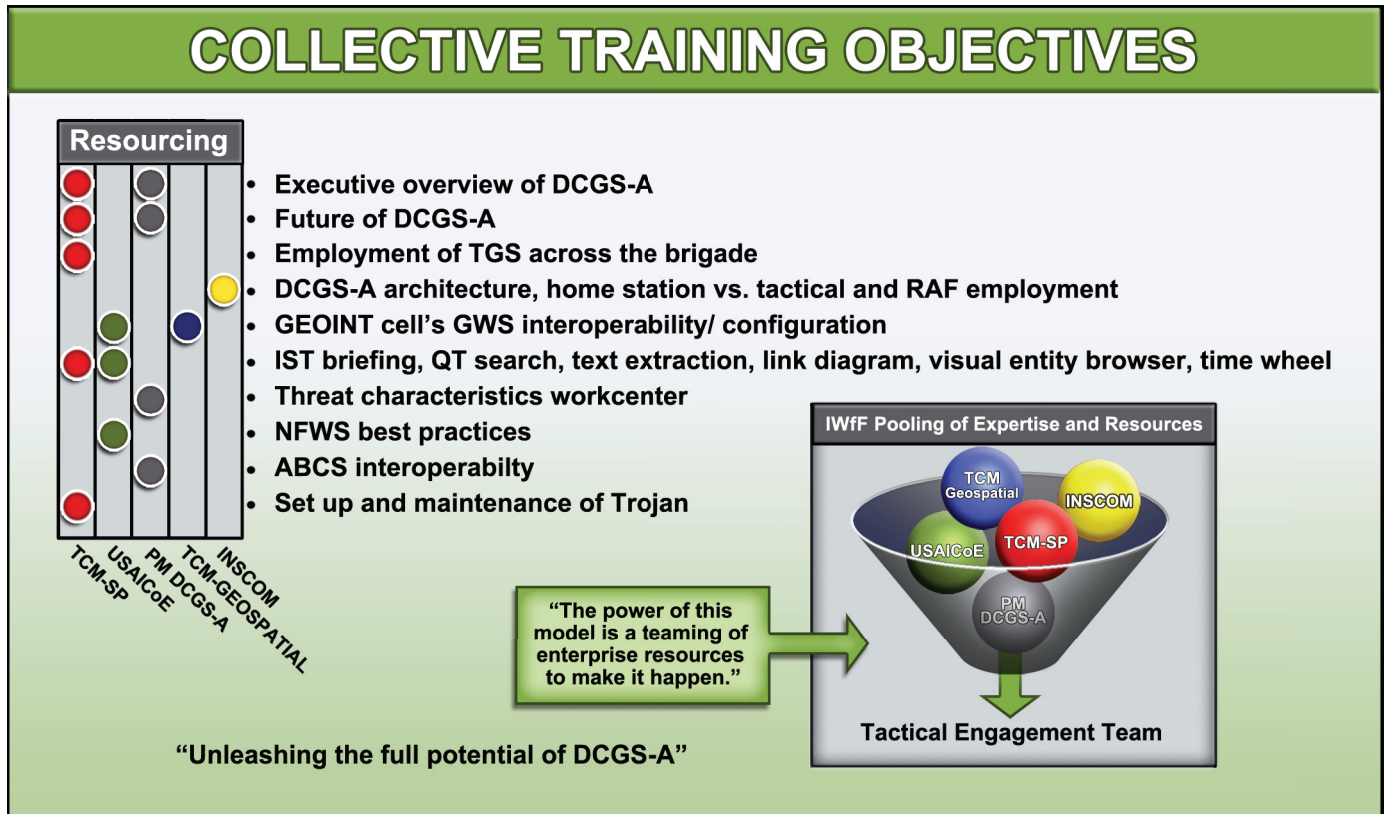 COLLECTIVE TRAINING OBJECTIVES
Resourcing
• Executive overview of DCGS-A
• Future of DCGS-A
• Employment of TGS across the brigade
• DCGS-A architecture, home station vs. tactical and RAF employment
• GEOINT cell’s GWS interoperability/ configuration
• IST briefing, QT search, text extraction, link diagram, visual entity browser, time wheel
• Threat characteristics workcenter
• NFWS best practices
• ABCS interoperabilty
• Set up and maintenance of Trojan
TCM-SP
USAICoE
PM DCGS-A
TCM-GEOSPATIAL
INSCOM
IWfF Pooling of Expertise and Resources
TCM
Geospatial
INSCOM
USAICoE
TCM-SP
PM
DCGS-A
Tactical Engagement Team
“The power of this
model is a teaming of
enterprise resources
to make it happen.”
“Unleashing the full potential of DCGS-A”